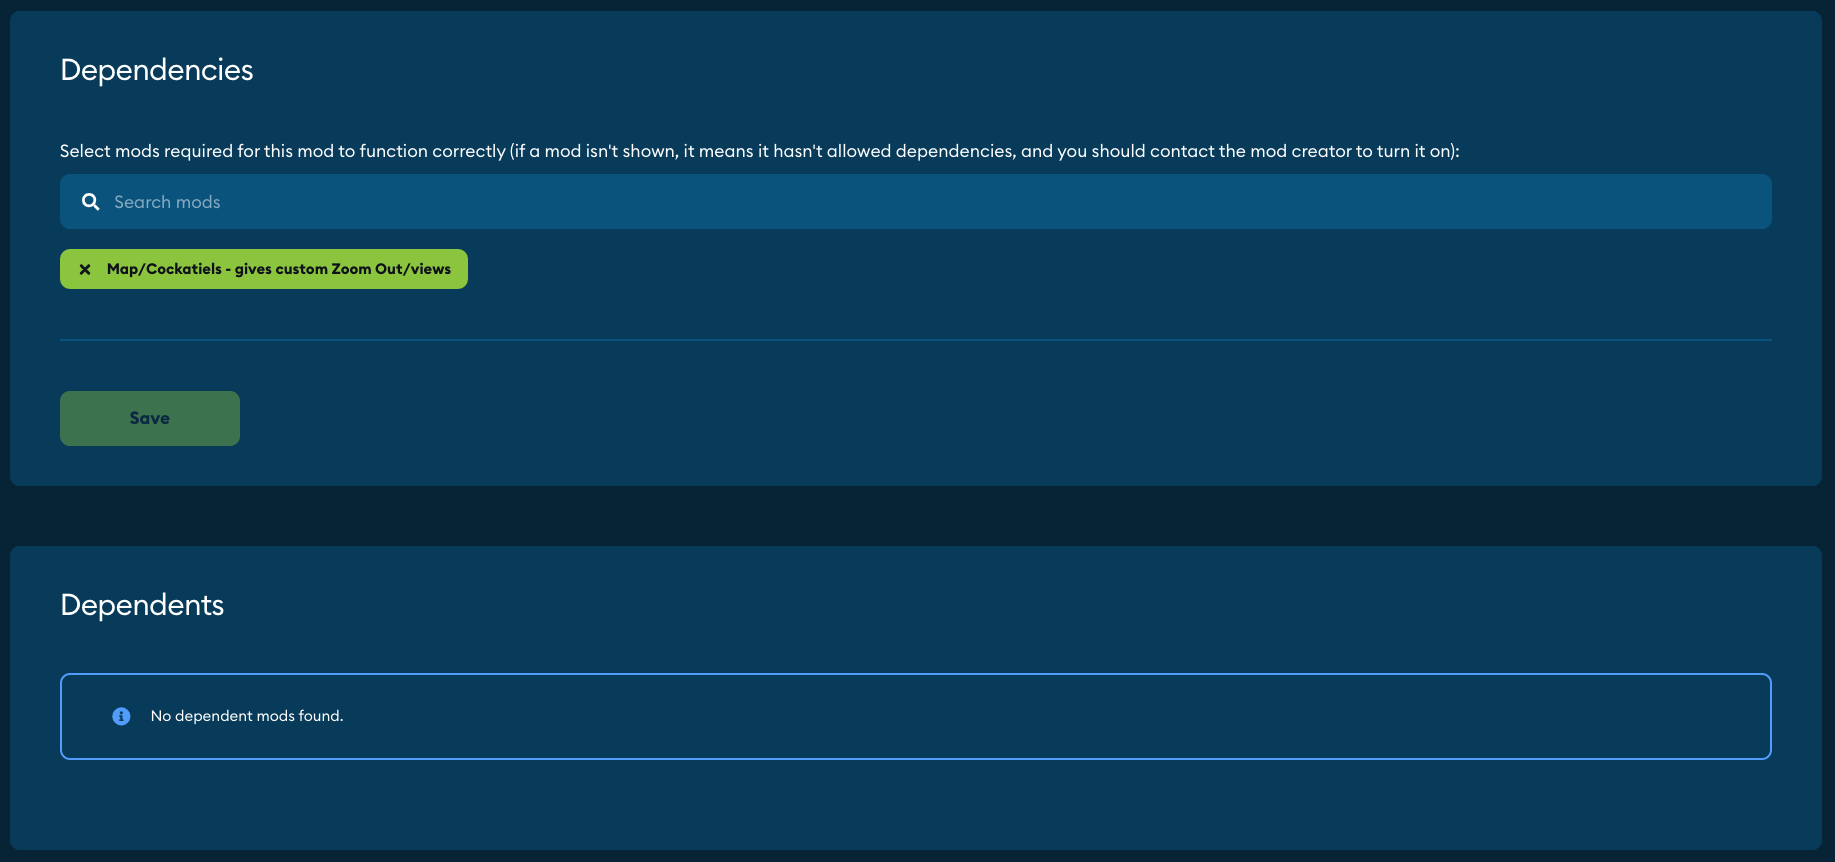 Dependencies
Select mods required for this mod to function correctly (if a mod isn't shown, it means it hasn't allowed dependencies, and you should contact the mod creator to turn it on):
Search mods
Map/Cockatiels - gives custom Zoom Out/views
Save
Dependents
No dependent mods found.